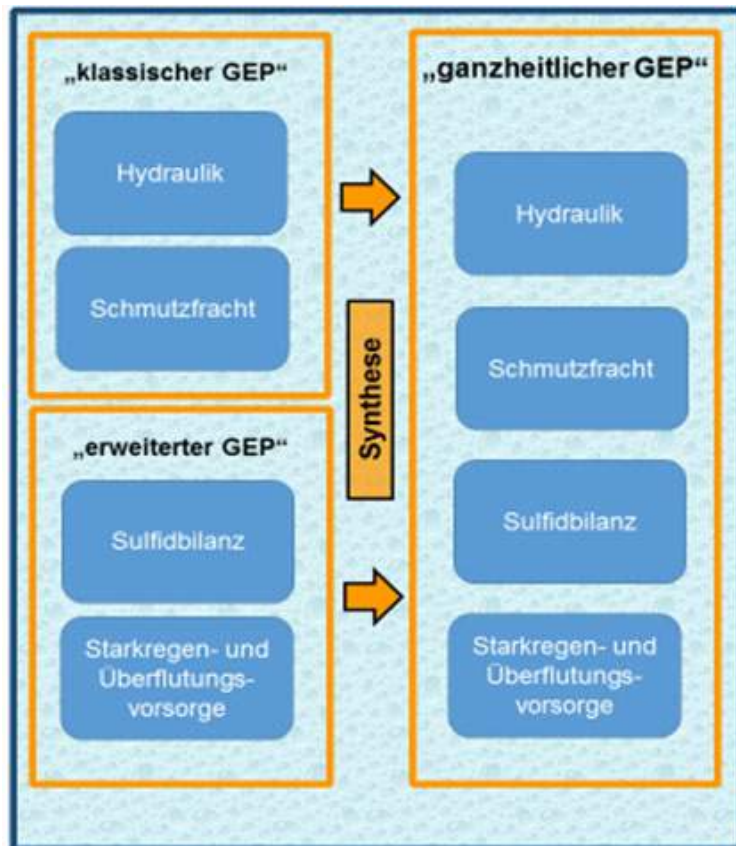 „klassischer GEP“
Hydraulik
Schmutzfracht
„erweiterter GEP“
Sulfidbilanz
Starkregen- und
Überflutungs-
vorsorge
Synthese
„ganzheitlicher GEP“
Hydraulik
Schmutzfracht
Sulfidbilanz
Starkregen- und
Überflutungs-
vorsorge